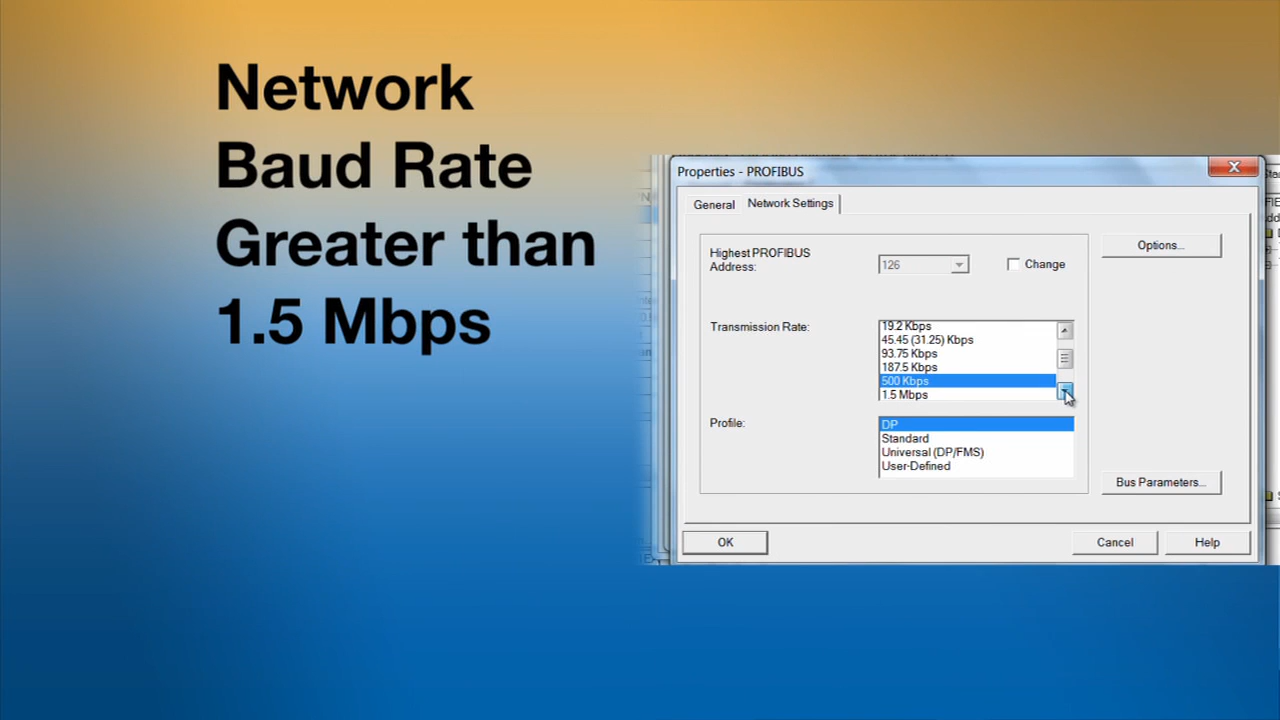 Network
Baud Rate
Greater than
1.5 Mbps
Properties - PROFIBUS
General
Network Settings
Highest PROFIBUS
Address:
126
Change
Options...
Transmission Rate:
19.2 Kbps
45.45 (31.25) Kbps
93.75 Kbps
187.5 Kbps
500 Kbps
1.5 Mbps
Profile:
DP
Standard
Universal (DP/FMS)
User-Defined
Bus Parameters...
OK
Cancel
Help